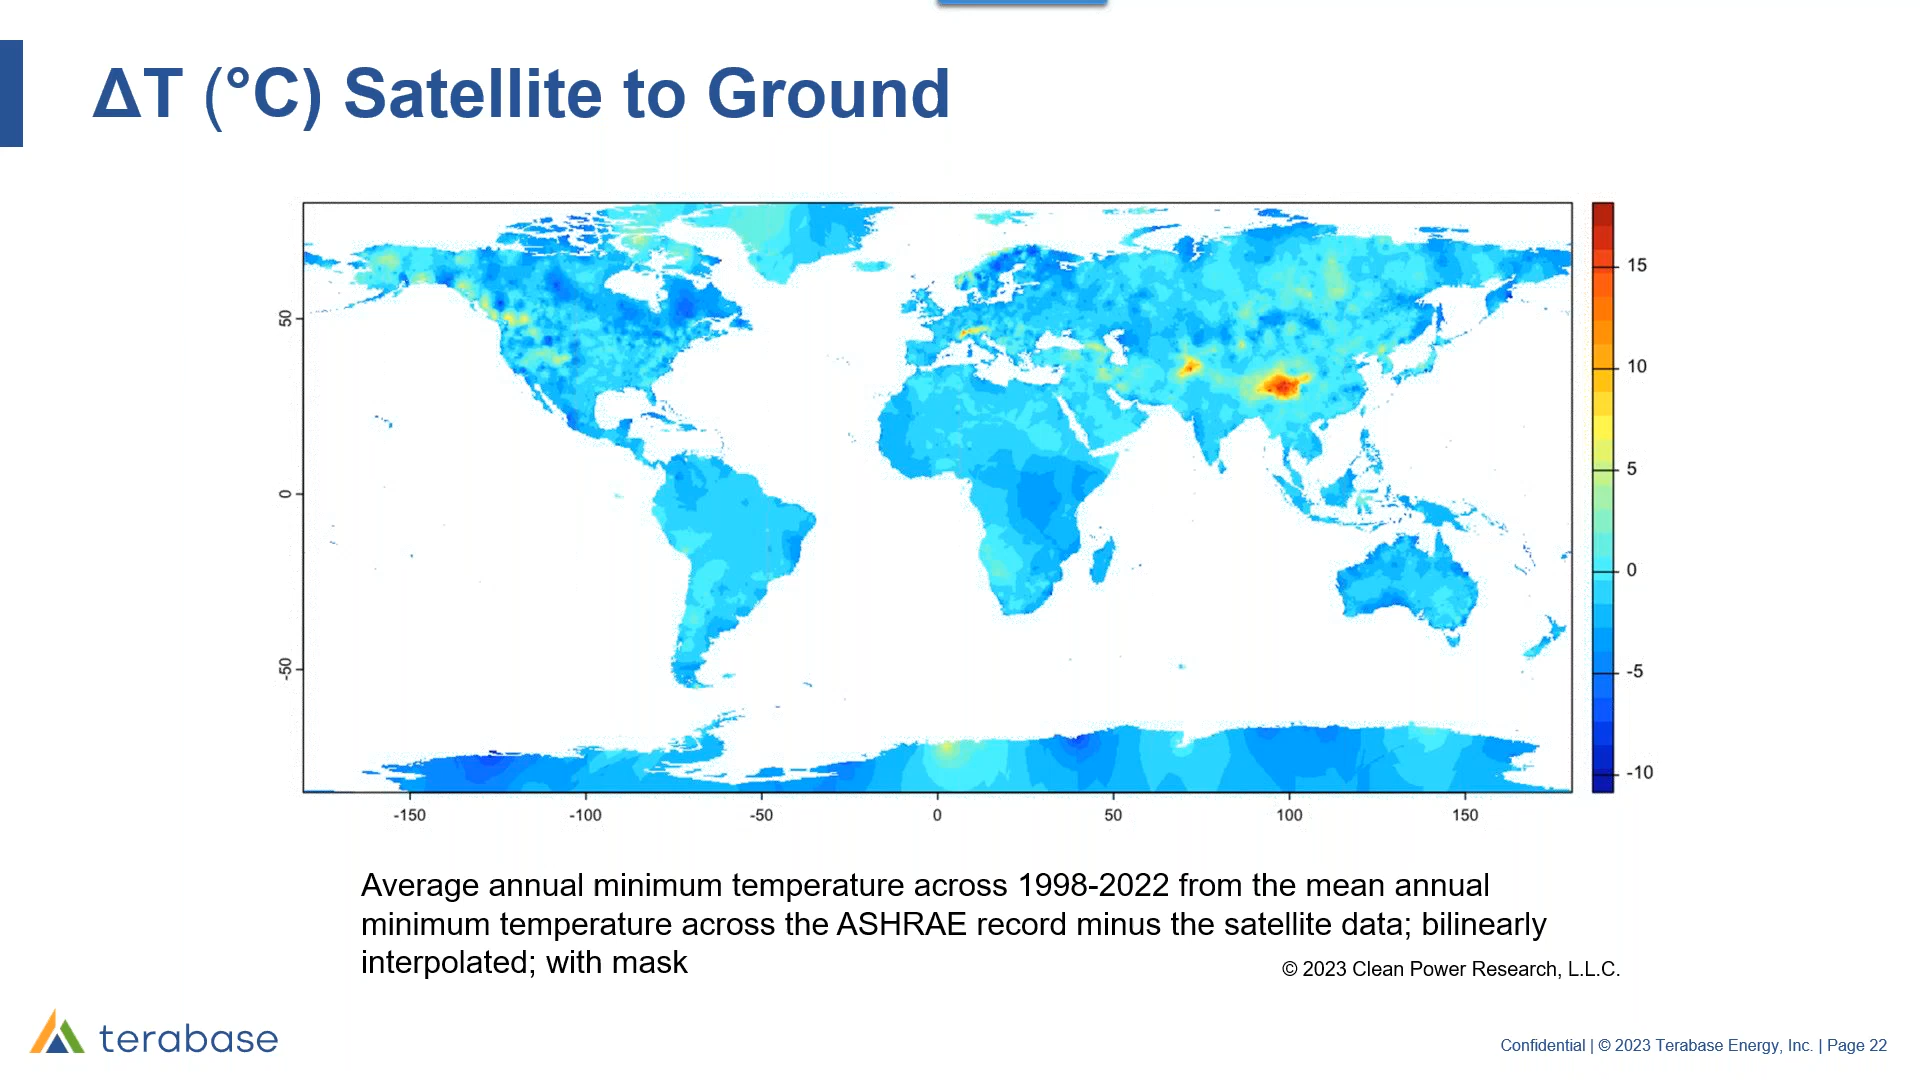 ΔT (°C) Satellite to Ground
50
0
-50
-150
-100
-50
0
50
100
150
15
10
5
0
-5
-10
Average annual minimum temperature across 1998-2022 from the mean annual
minimum temperature across the ASHRAE record minus the satellite data; bilinearly
interpolated; with mask
© 2023 Clean Power Research, L.L.C.
terabase
Confidential | © 2023 Terabase Energy, Inc. | Page 22